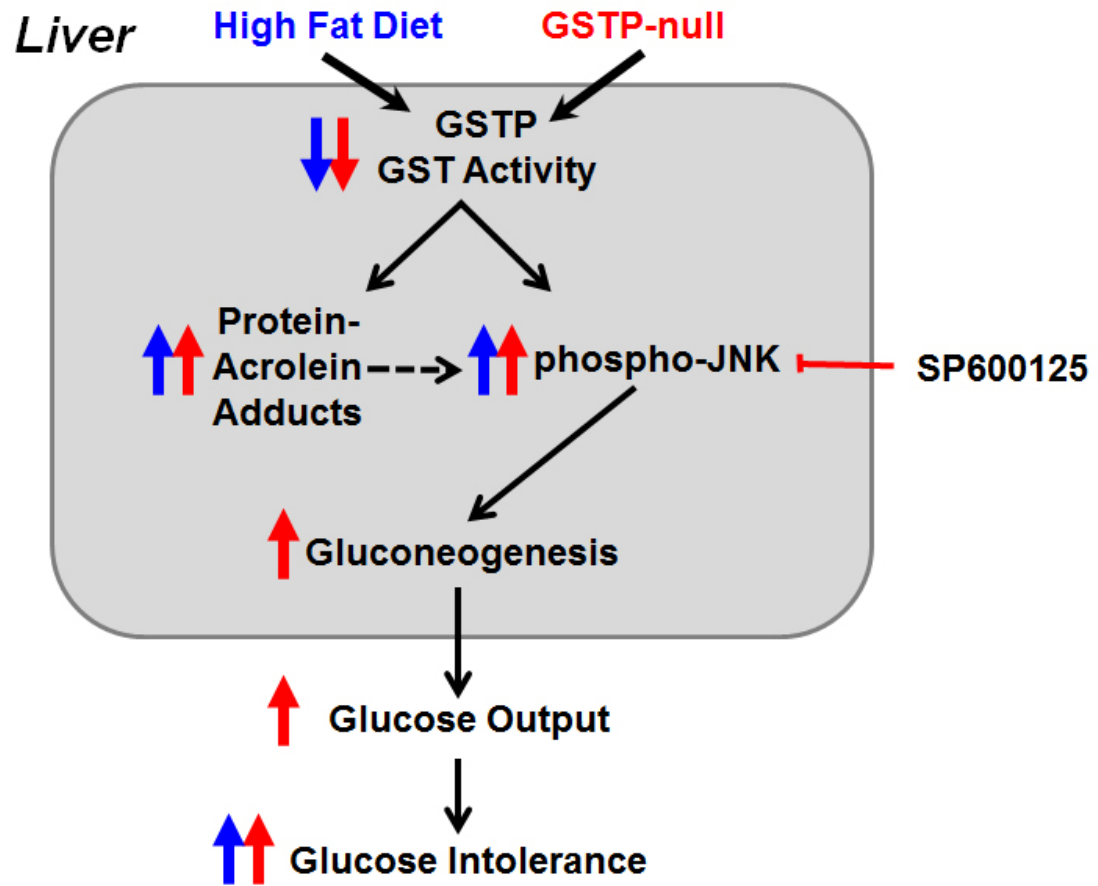 Liver
High Fat Diet
GSTP-null
GSTP
GST Activity
Protein-
Acrolein
Adducts
phospho-JNK
SP600125
Gluconeogenesis
Glucose Output
Glucose Intolerance